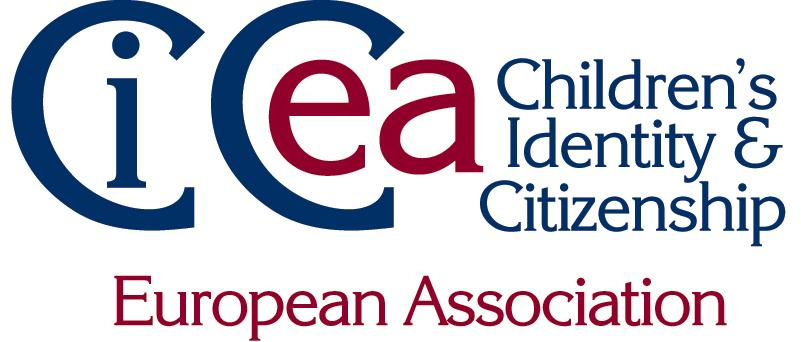 CiCea
Children's
Identity &
Citizenship
European Association